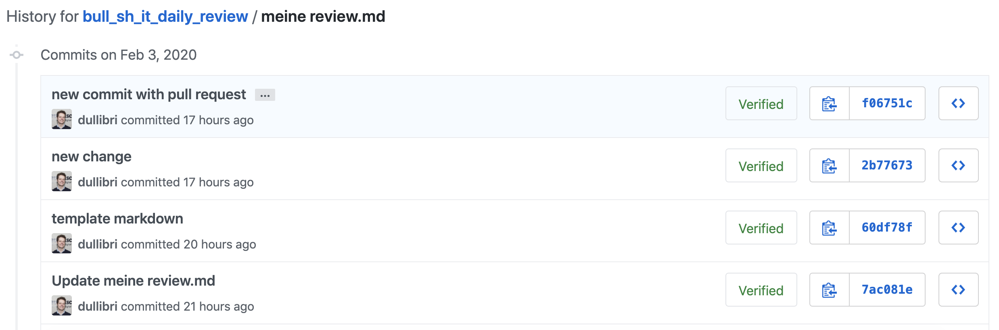 History for bull_sh_it_daily_review / meine review.md
Commits on Feb 3, 2020
new commit with pull request ...
dullibri committed 17 hours ago
Verified
f06751c
new change
dullibri committed 17 hours ago
Verified
2b77673
template markdown
dullibri committed 20 hours ago
Verified
60df78f
Update meine review.md
dullibri committed 21 hours ago
Verified
7ac081e